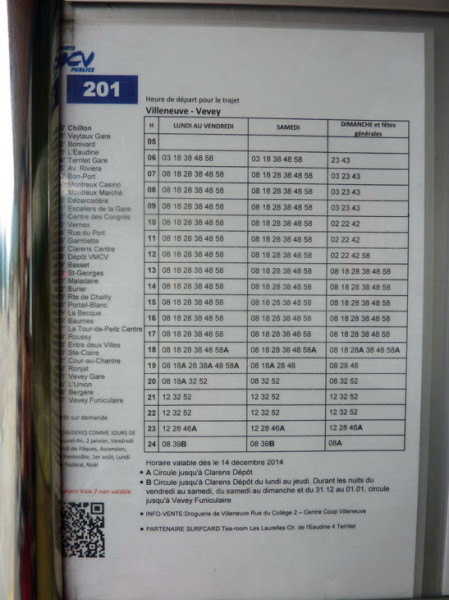 VCV
PUBLICS
201
Heure de départ pour le trajet
Villeneuve - Vevey
Chillon
Veytaux Gare
Bonivard
L'Eaudine
Territet Gare
Av. Riviera
Bon-Port
Montreux Casino
Montreux Marché
Débarcadère
Escaliers de la Gare
Centre des Congrès
Vernex
Rue du Port
Gambetta
Clarens Centre
Dépôt VMCV
Basset
St-Georges
Maladaire
Burier
Rte de Chailly
Portail-Blanc
La Becque
Baumes
La Tour-de-Peilz Centre
Roussy
Entre deux Villes
Ste-Claire
Cour-au-Chantre
Ronjat
Vevey Gare
L'Union
Bergère
Vevey Funiculaire
sur demande
COMME JOURS DE
2 janvier, Vendredi
de Pâques, Ascension,
1er août, Lundi
Fédéral, Noël
7 non valable
H LUNDI AU VENDREDI SAMEDI DIMANCHE et fêtes générales
05
06 03 18 38 48 58 03 18 38 48 58 23 43
07 08 18 28 38 48 58 08 18 28 38 48 58 03 23 43
08 08 18 28 38 48 58 08 18 28 38 48 58 03 23 43
09 08 18 28 38 48 58 08 18 28 38 48 58 03 23 43
10 08 18 28 38 48 58 08 18 28 38 48 58 02 22 42
11 08 18 28 38 48 58 08 18 28 38 48 58 02 22 42
12 08 18 28 38 48 58 08 18 28 38 48 58 02 22 42 58
13 08 18 28 38 48 58 08 18 28 38 48 58 08 18 28 38 48 58
14 08 18 28 38 48 58 08 18 28 38 48 58 08 18 28 38 48 58
15 08 18 28 38 48 58 08 18 28 38 48 58 08 18 28 38 48 58
16 08 18 28 38 48 58 08 18 28 38 48 58 08 18 28 38 48 58
17 08 18 28 38 48 58 08 18 28 38 48 58 08 18 28 38 48 58
18 08 18 28 38 48 58A 08 18 28 38 48 58A 08 18 28A 38 48 58A
19 08 18A 28 38A 48 58A 08 18A 28 48 08 28 48
20 08 18A 32 52 08 32 52 08 32 52
21 12 32 52 12 32 52 12 32 52
22 12 32 52 12 32 52 12 32 52
23 12 28 46A 12 28 46A 12 28 46A
24 08 39B 08 39B 08A
Horaire valable dès le 14 décembre 2014
• A Circule jusqu'à Clarens Dépôt
• B Circule jusqu'à Clarens Dépôt du lundi au jeudi. Durant les nuits du
vendredi au samedi, du samedi au dimanche et du 31.12 au 01.01, circule
jusqu'à Vevey Funiculaire
• INFO-VENTE:Droguerie de Villeneuve Rue du Collège 2 – Centre Coop Villeneuve
• PARTENAIRE SURFCARD Tea-room Les Laurelles Ch. de l'Eaudine 4 Territet